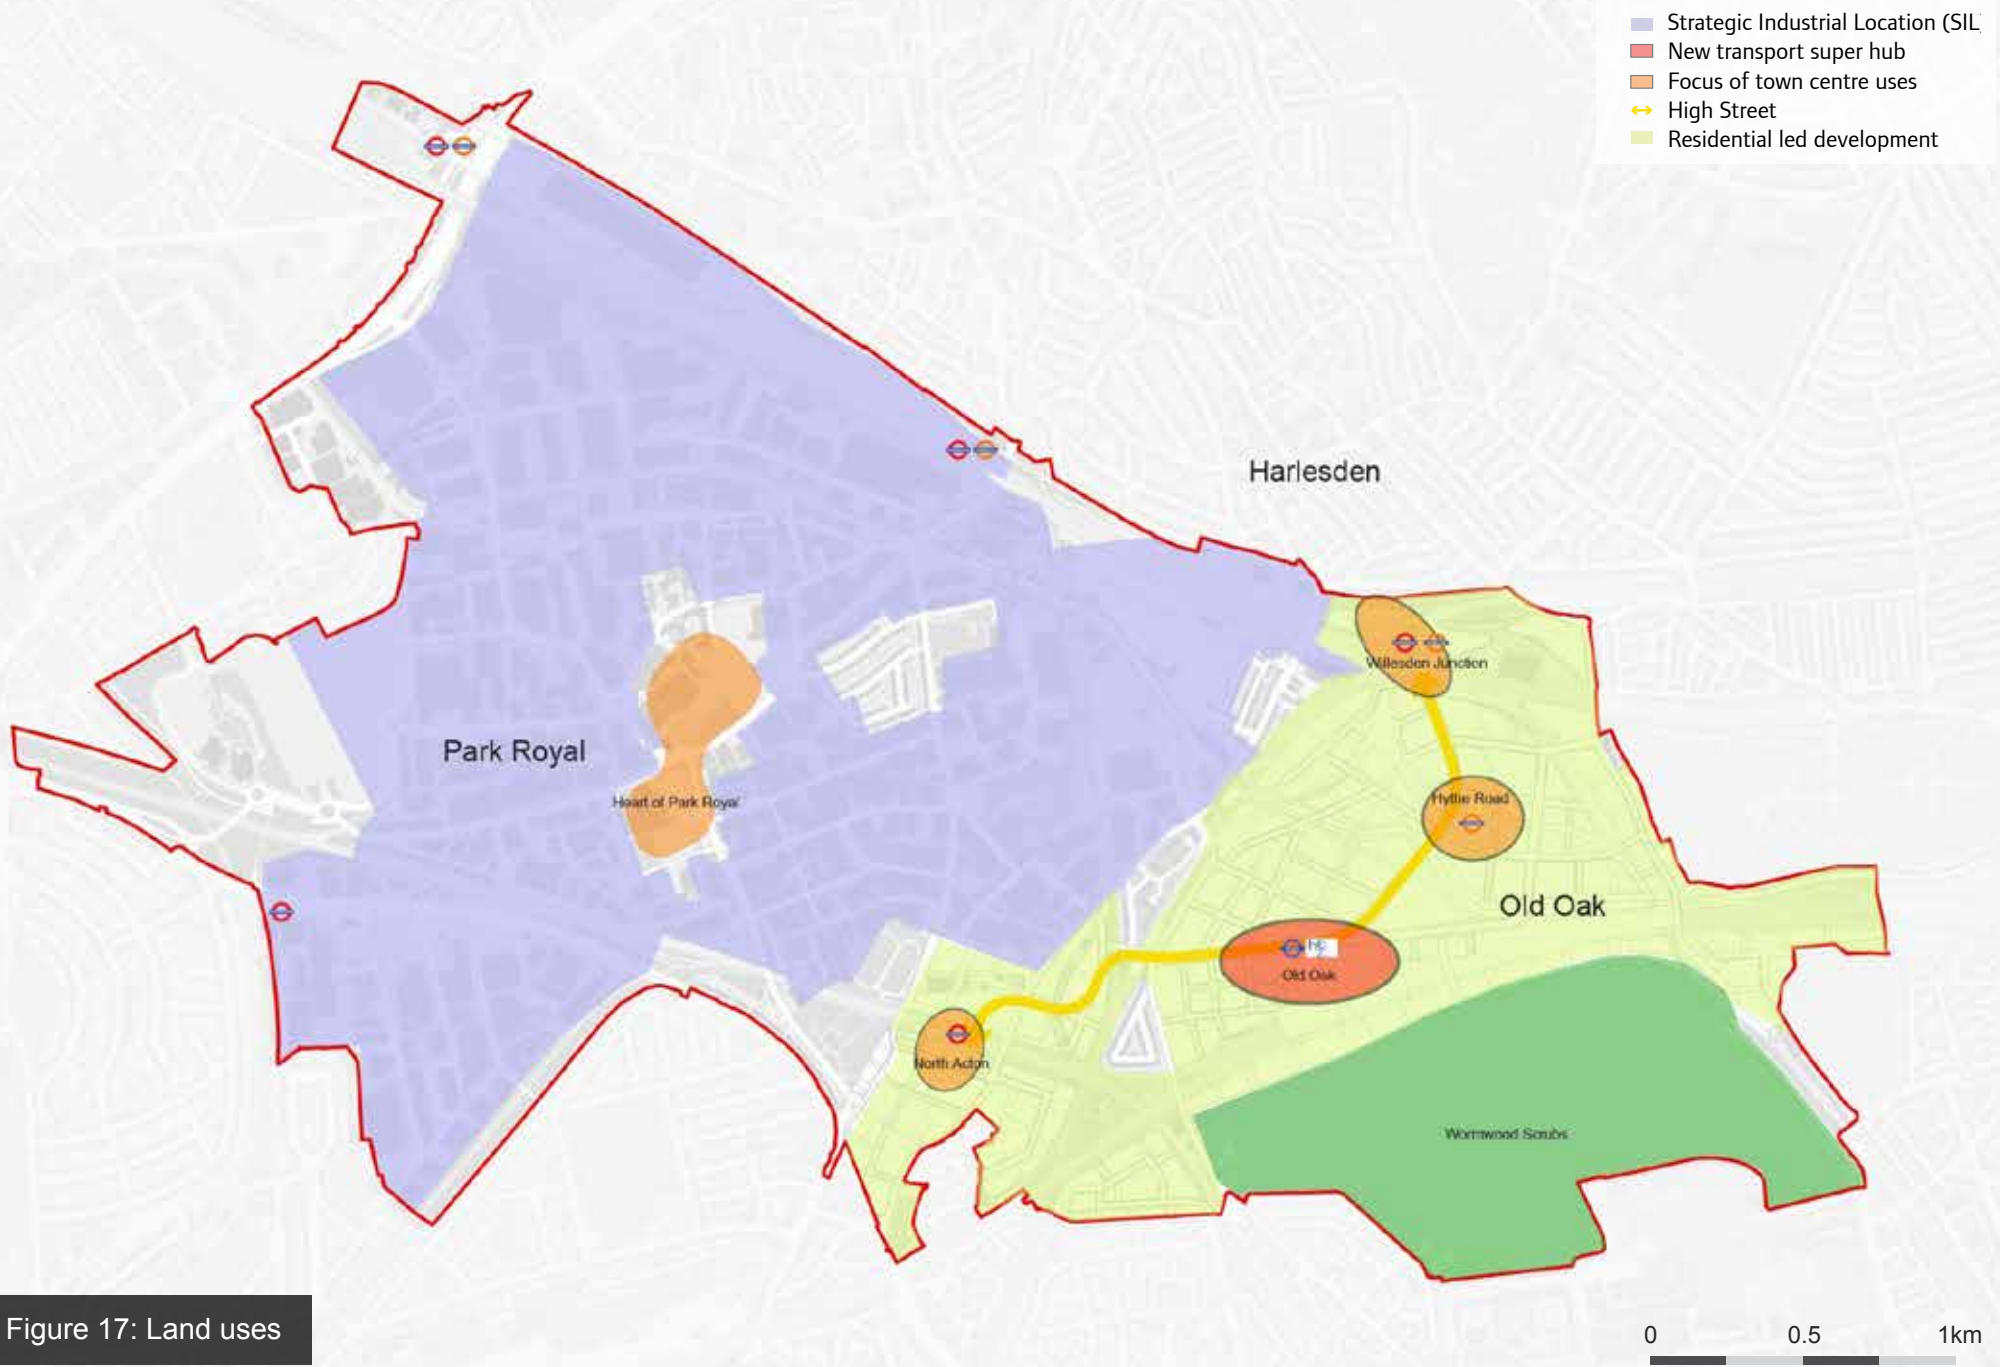 Strategic Industrial Location (SIL)
New transport super hub
Focus of town centre uses
High Street
Residential led development
Harlesden
Willesden Junction
Park Royal
Heart of Park Royal
Hythe Road
Old Oak
Old Oak
North Acton
Wormwood Scrubs
Figure 17: Land uses
0 0.5 1km